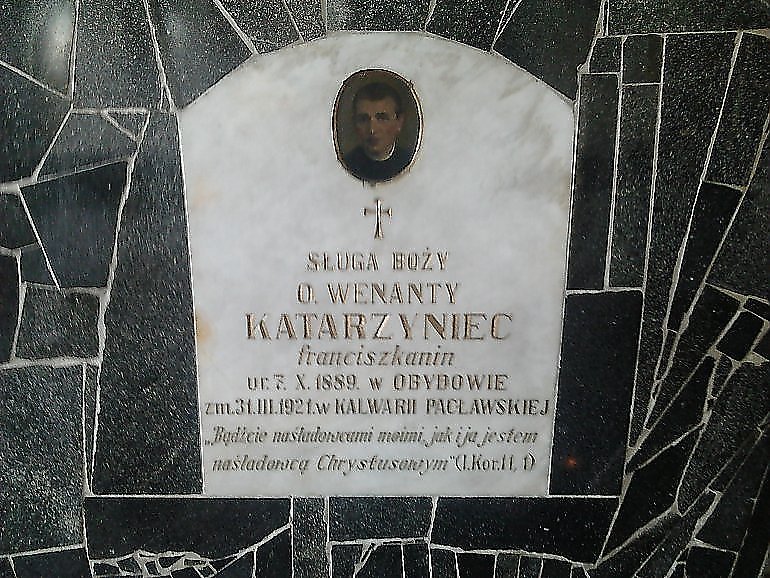 SŁUGA BOŻY
O. WENANTY
KATARZYNIEC
franciszkanin
ur. 7. X. 1889. w OBYDOWIE
zm. 31. III. 1921. w KALWARII PACŁAWSKIEJ
„Bądźcie naśladowcami moimi, jak i ja jestem
naśladowcą Chrystusowym" (I. Kor. 11, 1)